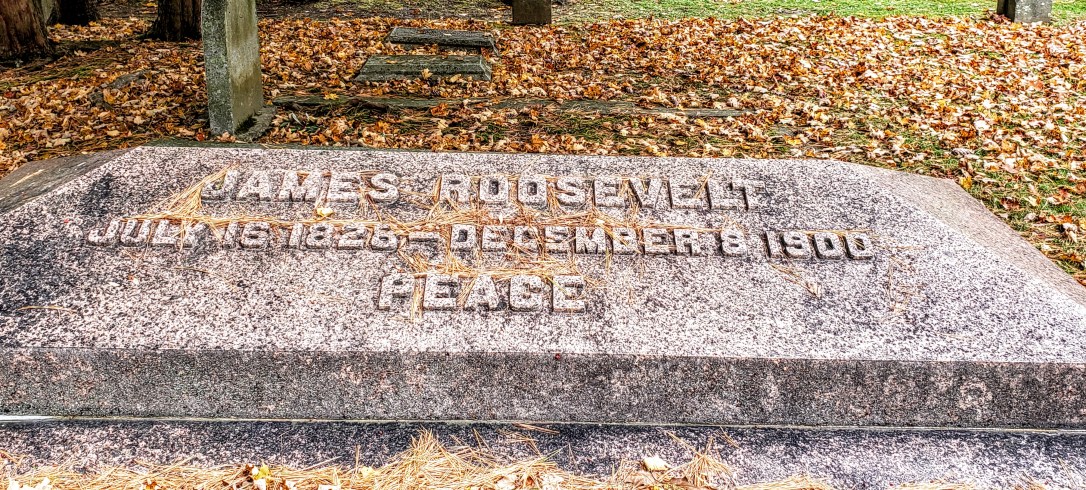 JAMES ROOSEVELT
JULY 16 1828 — DECEMBER 8 1900
PEACE